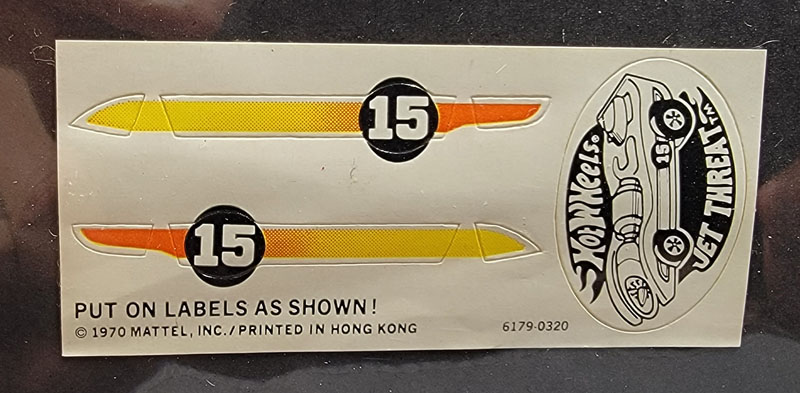 15
15
PUT ON LABELS AS SHOWN!
© 1970 MATTEL, INC./PRINTED IN HONG KONG
6179-0320
HOT WHEELS®
15
JET THREAT™